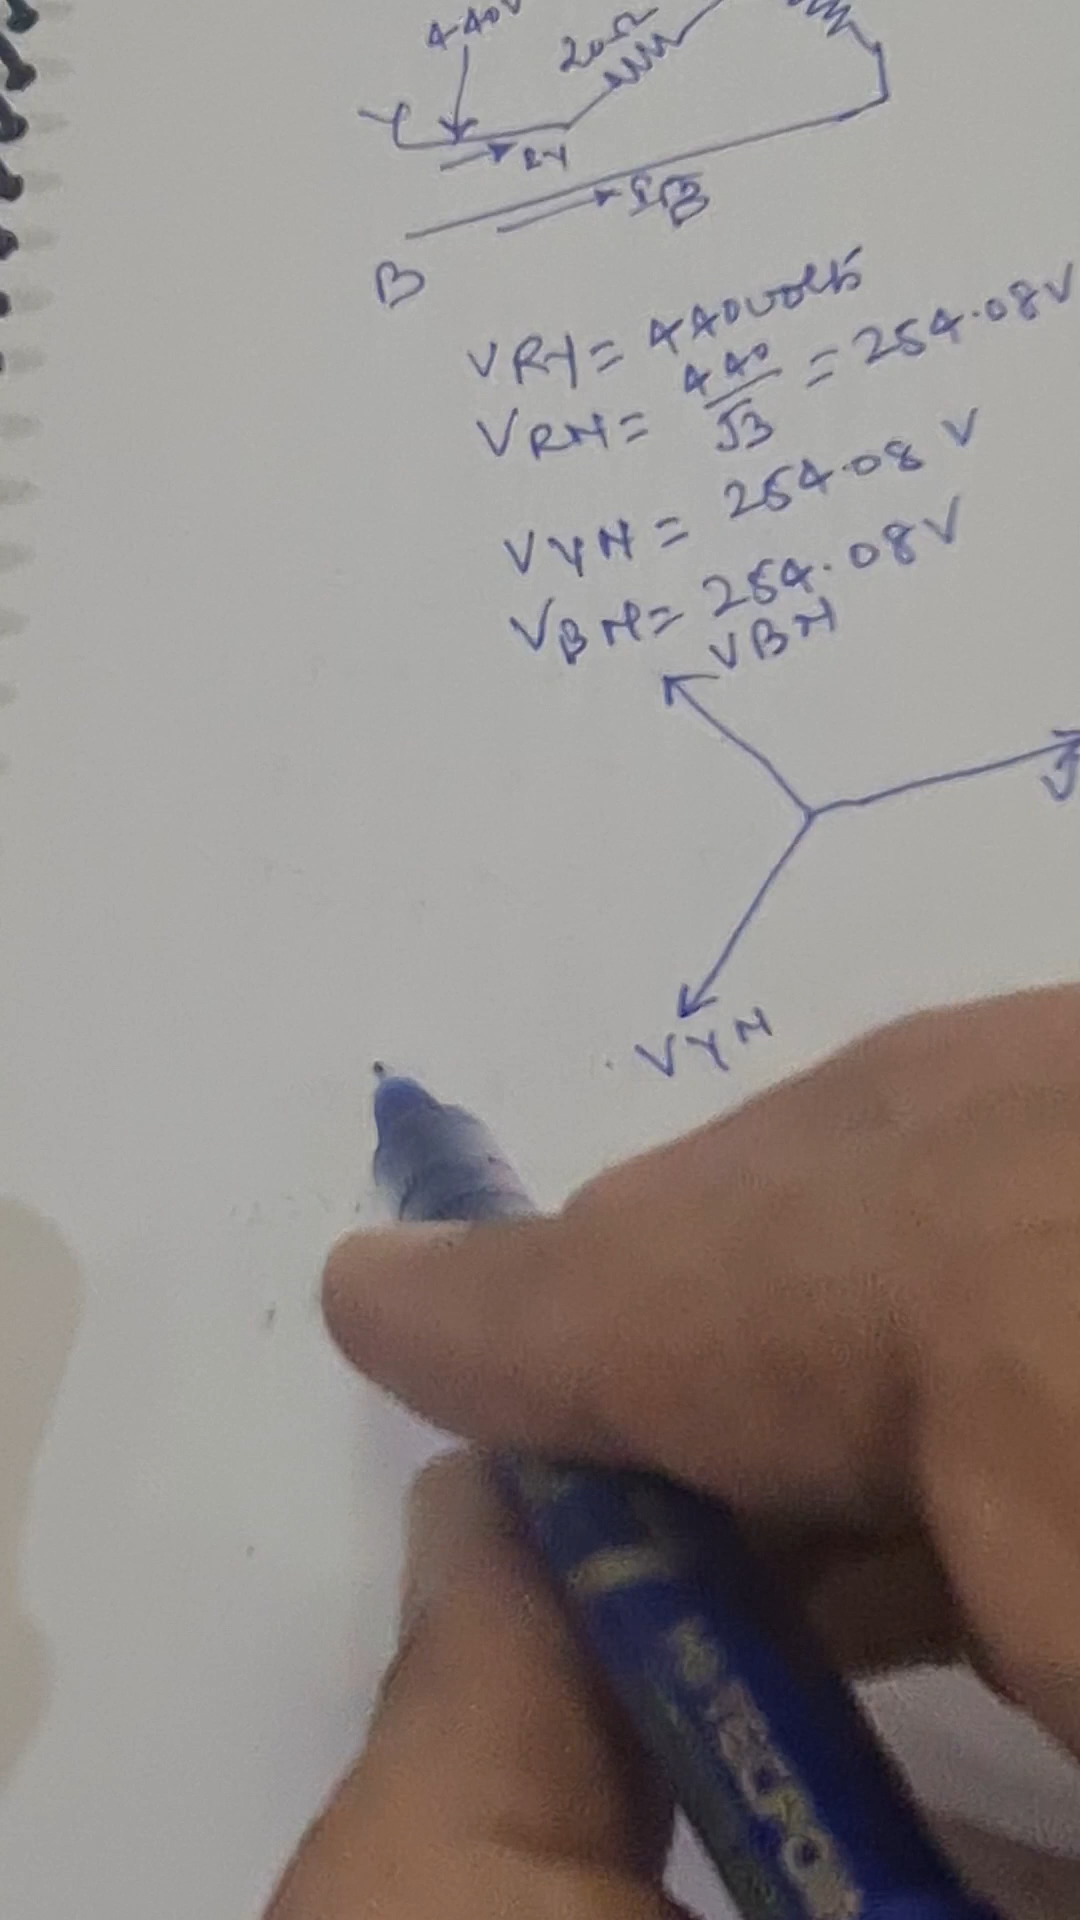 440V
20Ω
Y
IY
IB
B
VRY = 440volts
VRN = 440/√3 = 254.08V
VYN = 254.08 V
VBN = 254.08V
VBN
V
VYN